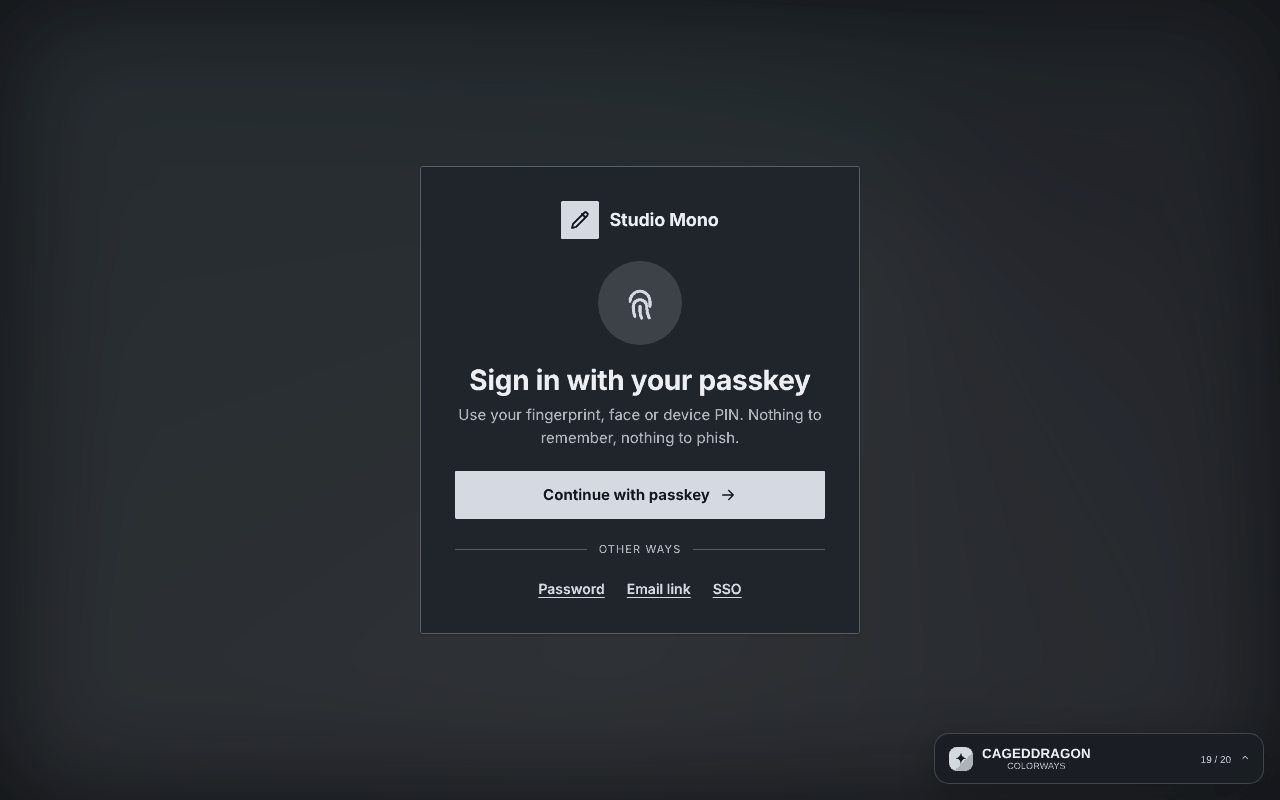 Studio Mono
Sign in with your passkey
Use your fingerprint, face or device PIN. Nothing to
remember, nothing to phish.
Continue with passkey →
OTHER WAYS
Password Email link SSO
CAGEDDRAGON
COLORWAYS
19 / 20